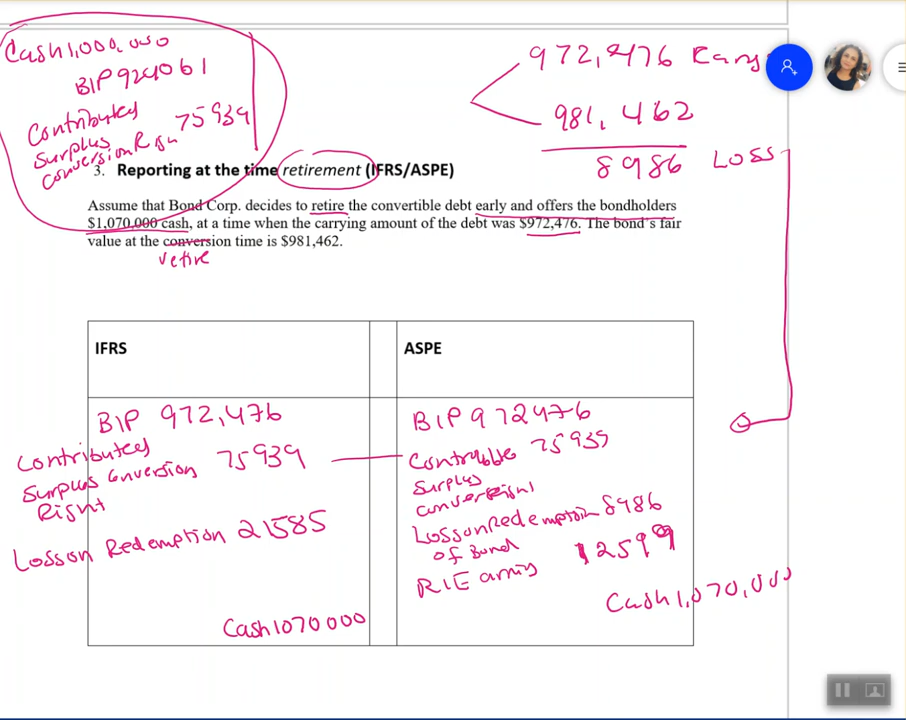 Cash 1,000,000
BIP 924061
Contributed
Surplus 75939
Conversion Right
972,476 Carry
981,462
8986 LOSS
3. Reporting at the time retirement (IFRS/ASPE)
Assume that Bond Corp. decides to retire the convertible debt early and offers the bondholders
$1,070,000 cash, at a time when the carrying amount of the debt was $972,476. The bond's fair
value at the conversion time is $981,462.
retire
IFRS
BIP 972,476
Contributed
Surplus Conversion 75939
Right
Loss on Redemption 21585
Cash 1070000
ASPE
BIP 972476
Contributed 75939
Surplus
Loss on Redemption 8986
of Bond
RIE 12599
Cash 1,070,000